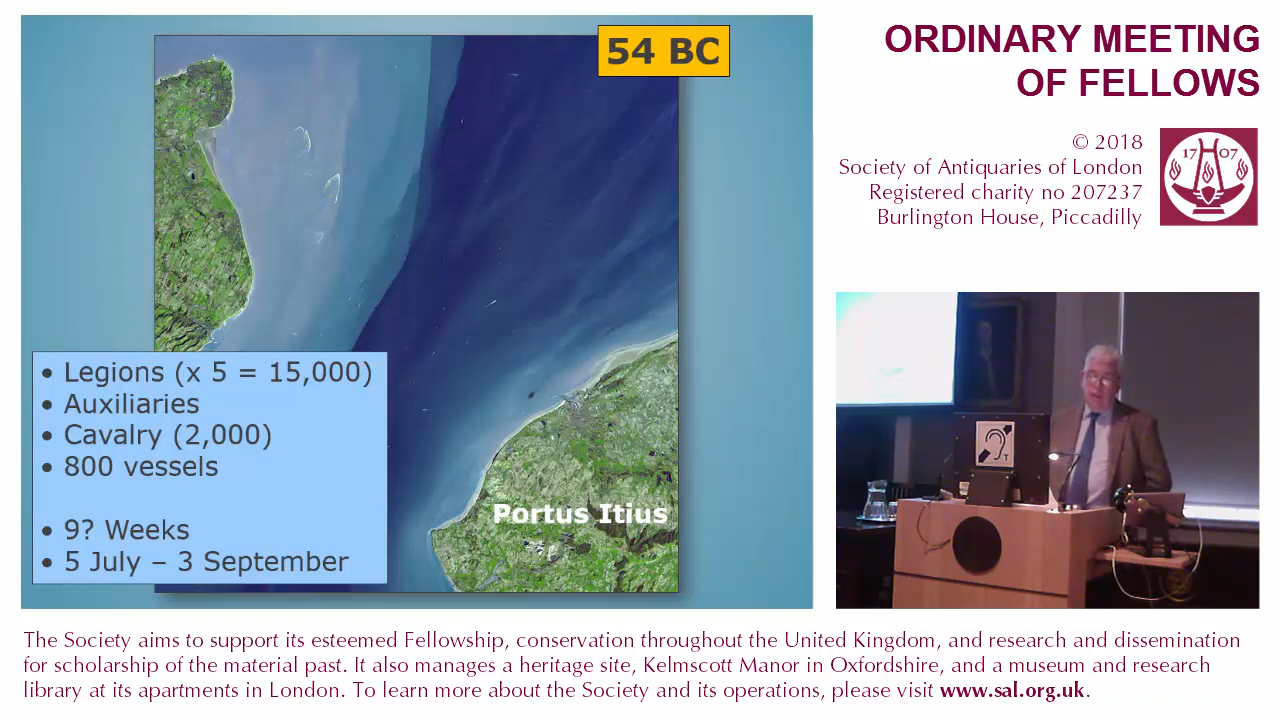 54 BC
• Legions (x 5 = 15,000)
• Auxiliaries
• Cavalry (2,000)
• 800 vessels
• 9? Weeks
• 5 July – 3 September
Portus Itius
ORDINARY MEETING
OF FELLOWS
© 2018
Society of Antiquaries of London
Registered charity no 207237
Burlington House, Piccadilly
17 07
T
The Society aims to support its esteemed Fellowship, conservation throughout the United Kingdom, and research and dissemination
for scholarship of the material past. It also manages a heritage site, Kelmscott Manor in Oxfordshire, and a museum and research
library at its apartments in London. To learn more about the Society and its operations, please visit www.sal.org.uk.